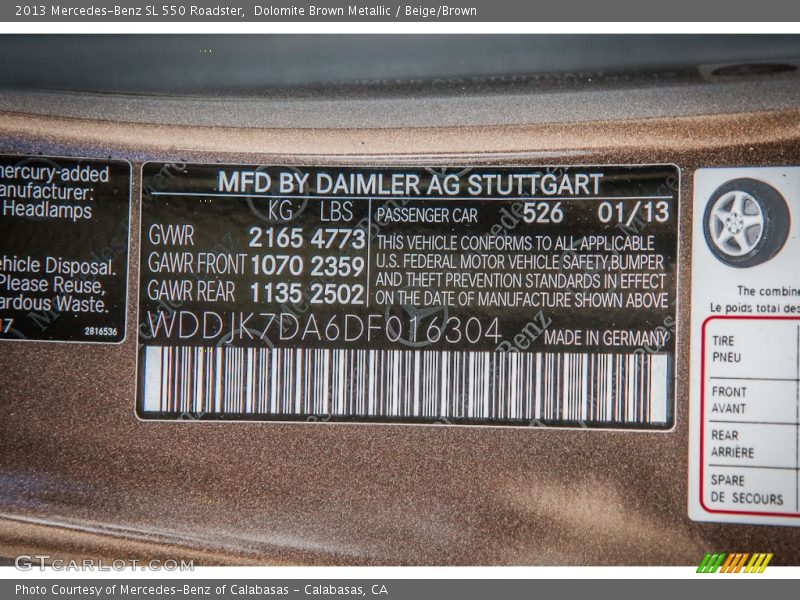 2013 Mercedes-Benz SL 550 Roadster, Dolomite Brown Metallic / Beige/Brown
mercury-added
anufacturer:
Headlamps
ehicle Disposal.
Please Reuse,
ardous Waste.
2816536
MFD BY DAIMLER AG STUTTGART
KG LBS PASSENGER CAR 526 01/13
GWR 2165 4773
GAWR FRONT 1070 2359
GAWR REAR 1135 2502
THIS VEHICLE CONFORMS TO ALL APPLICABLE
U.S. FEDERAL MOTOR VEHICLE SAFETY, BUMPER
AND THEFT PREVENTION STANDARDS IN EFFECT
ON THE DATE OF MANUFACTURE SHOWN ABOVE
WDDJK7DA6DF016304 MADE IN GERMANY
The combine
Le poids total des
TIRE
PNEU
FRONT
AVANT
REAR
ARRIÈRE
SPARE
DE SECOURS
GTCARLOT.COM
Photo Courtesy of Mercedes-Benz of Calabasas - Calabasas, CA